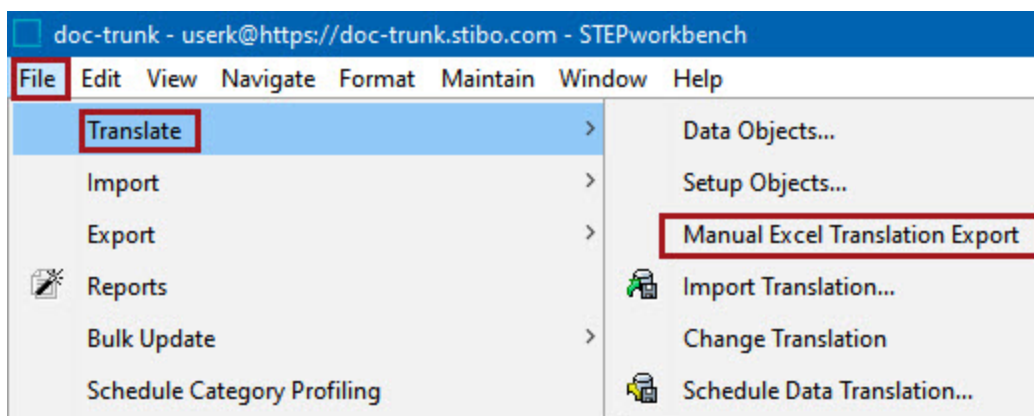 doc-trunk - userk@https://doc-trunk.stibo.com - STEPworkbench
File Edit View Navigate Format Maintain Window Help
Translate > Data Objects...
Import > Setup Objects...
Export > Manual Excel Translation Export
Reports Import Translation...
Bulk Update > Change Translation
Schedule Category Profiling Schedule Data Translation...